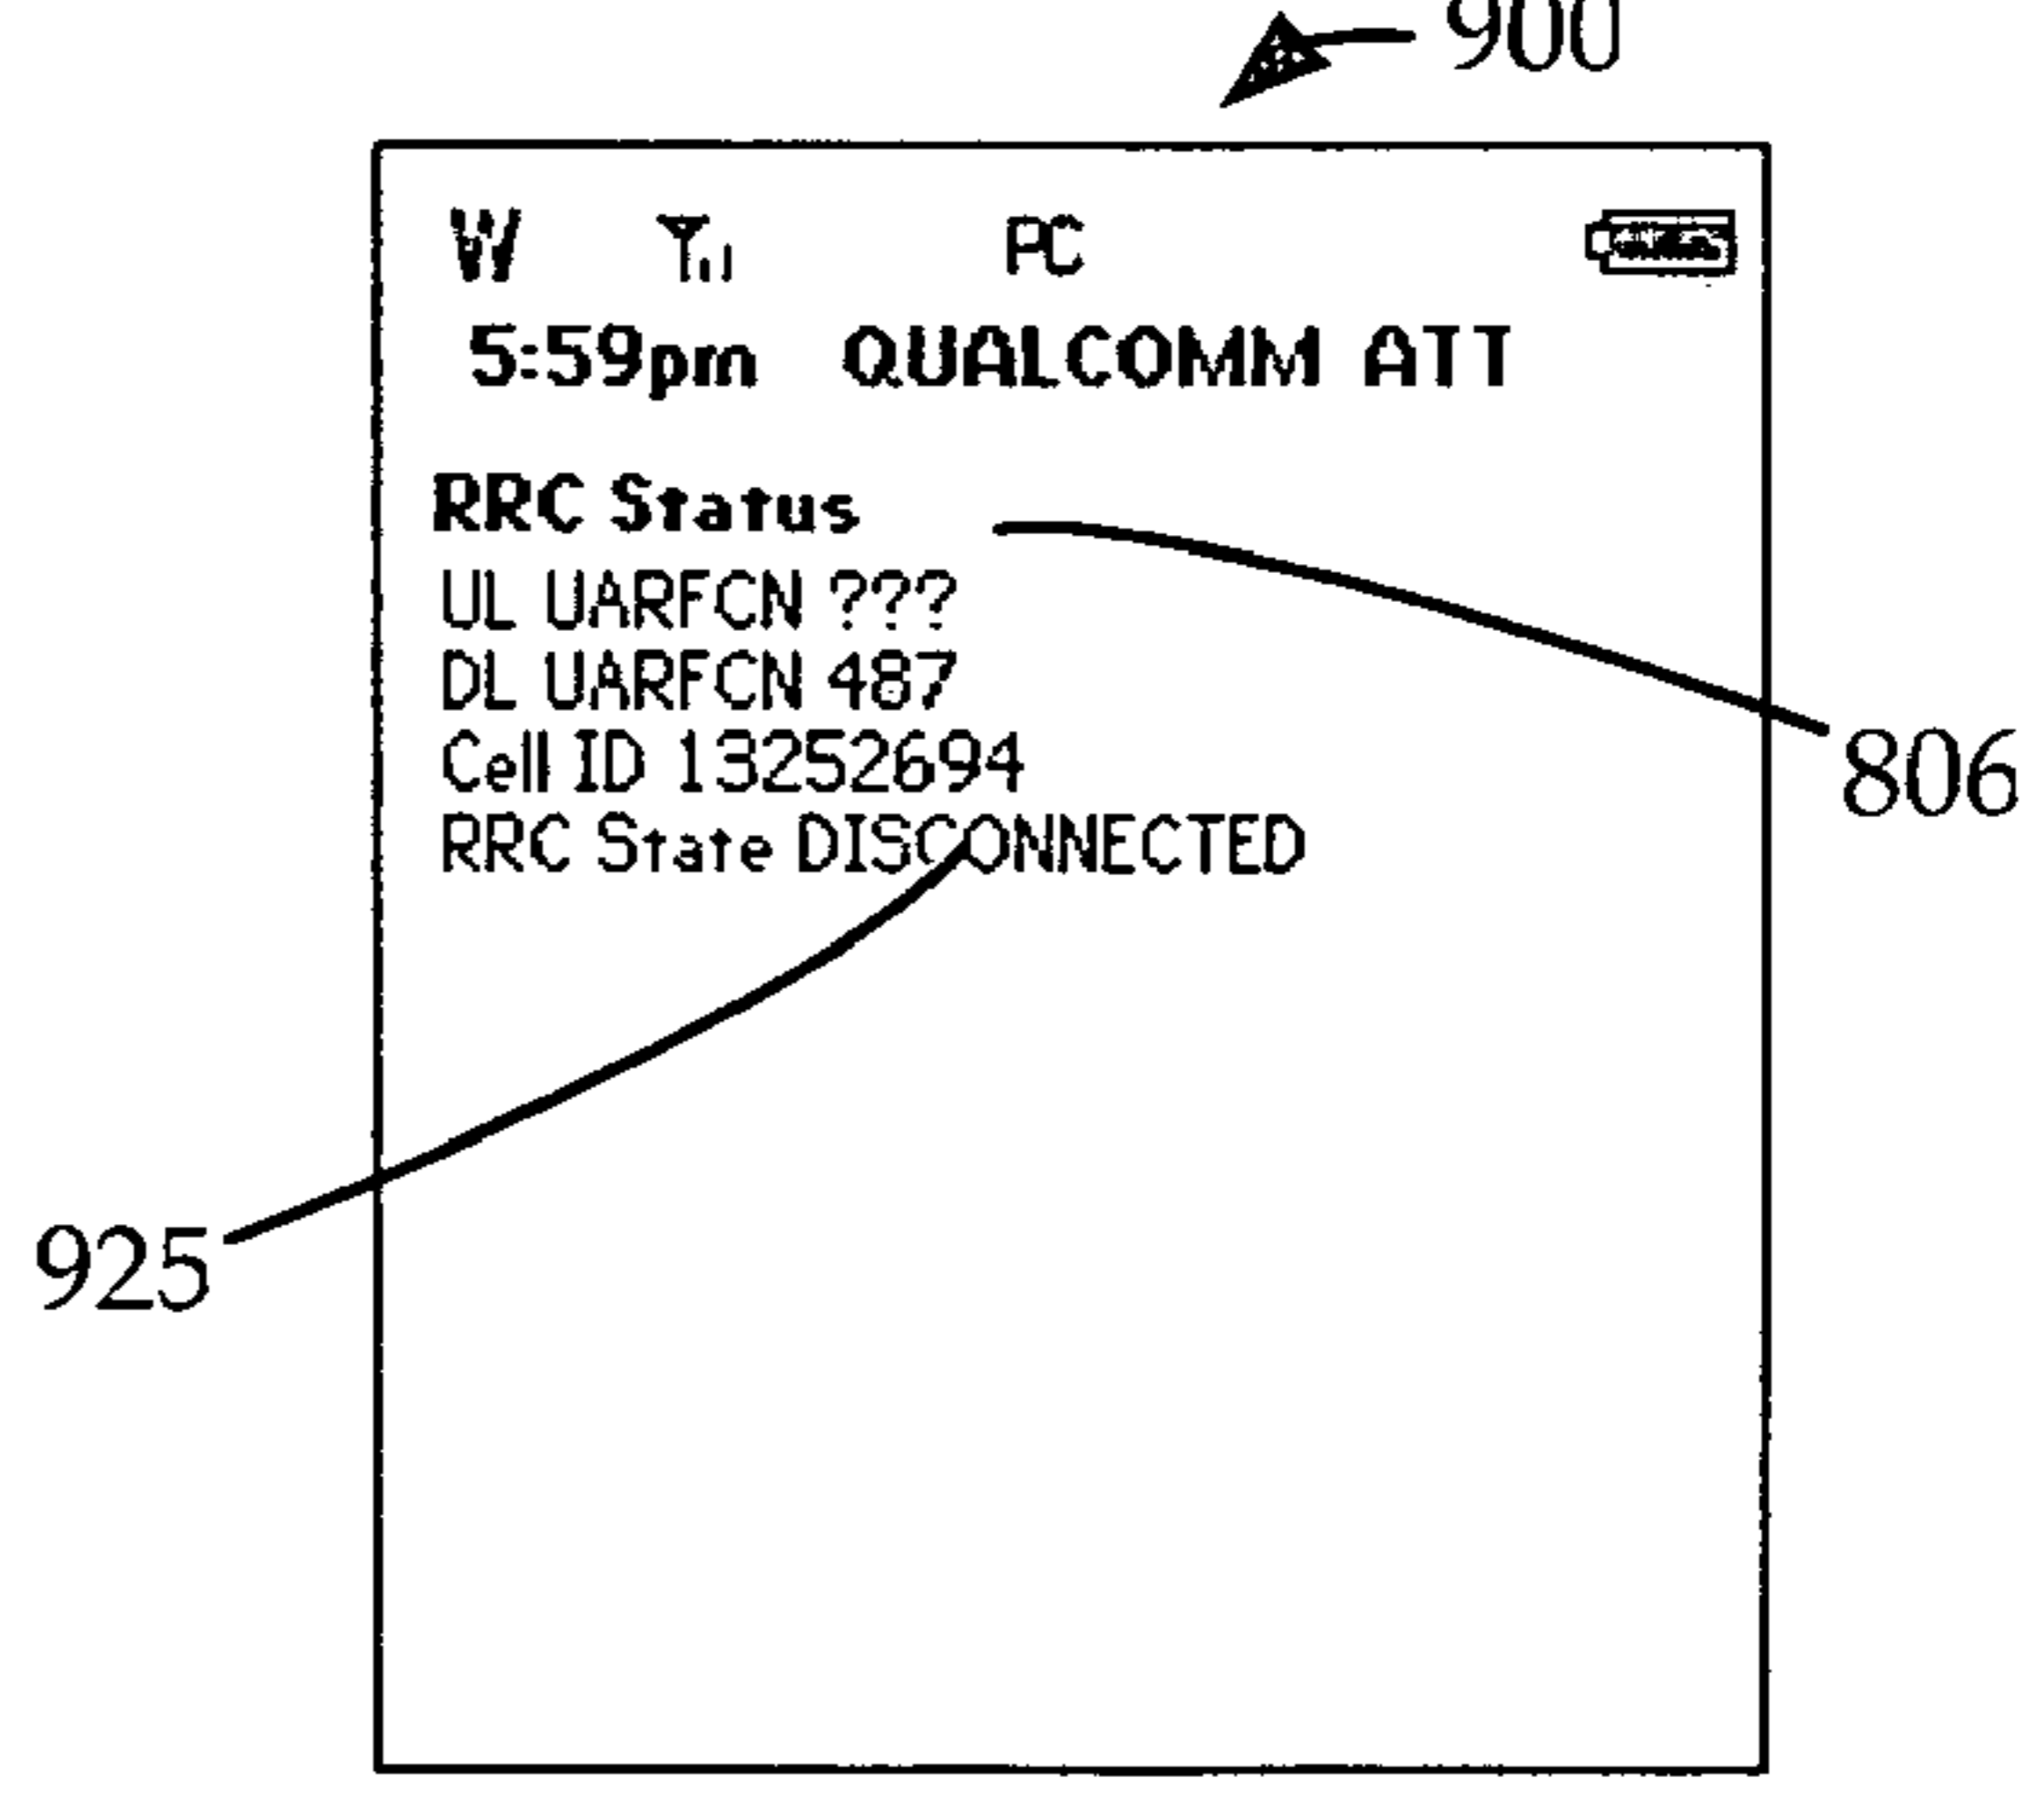 900
W PC
5:59pm QUALCOMM ATT
RRC Status
UL UARFCN ???
DL UARFCN 487
Cell ID 13252694
RRC State DISCONNECTED
806
925